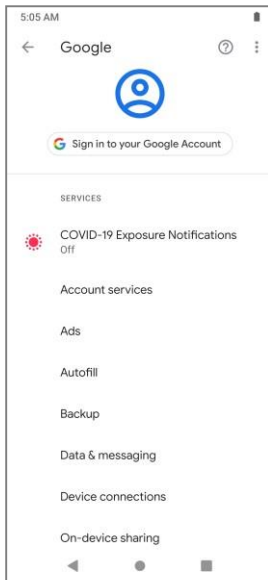 5:05 AM
Google
Sign in to your Google Account
SERVICES
COVID-19 Exposure Notifications
Off
Account services
Ads
Autofill
Backup
Data & messaging
Device connections
On-device sharing